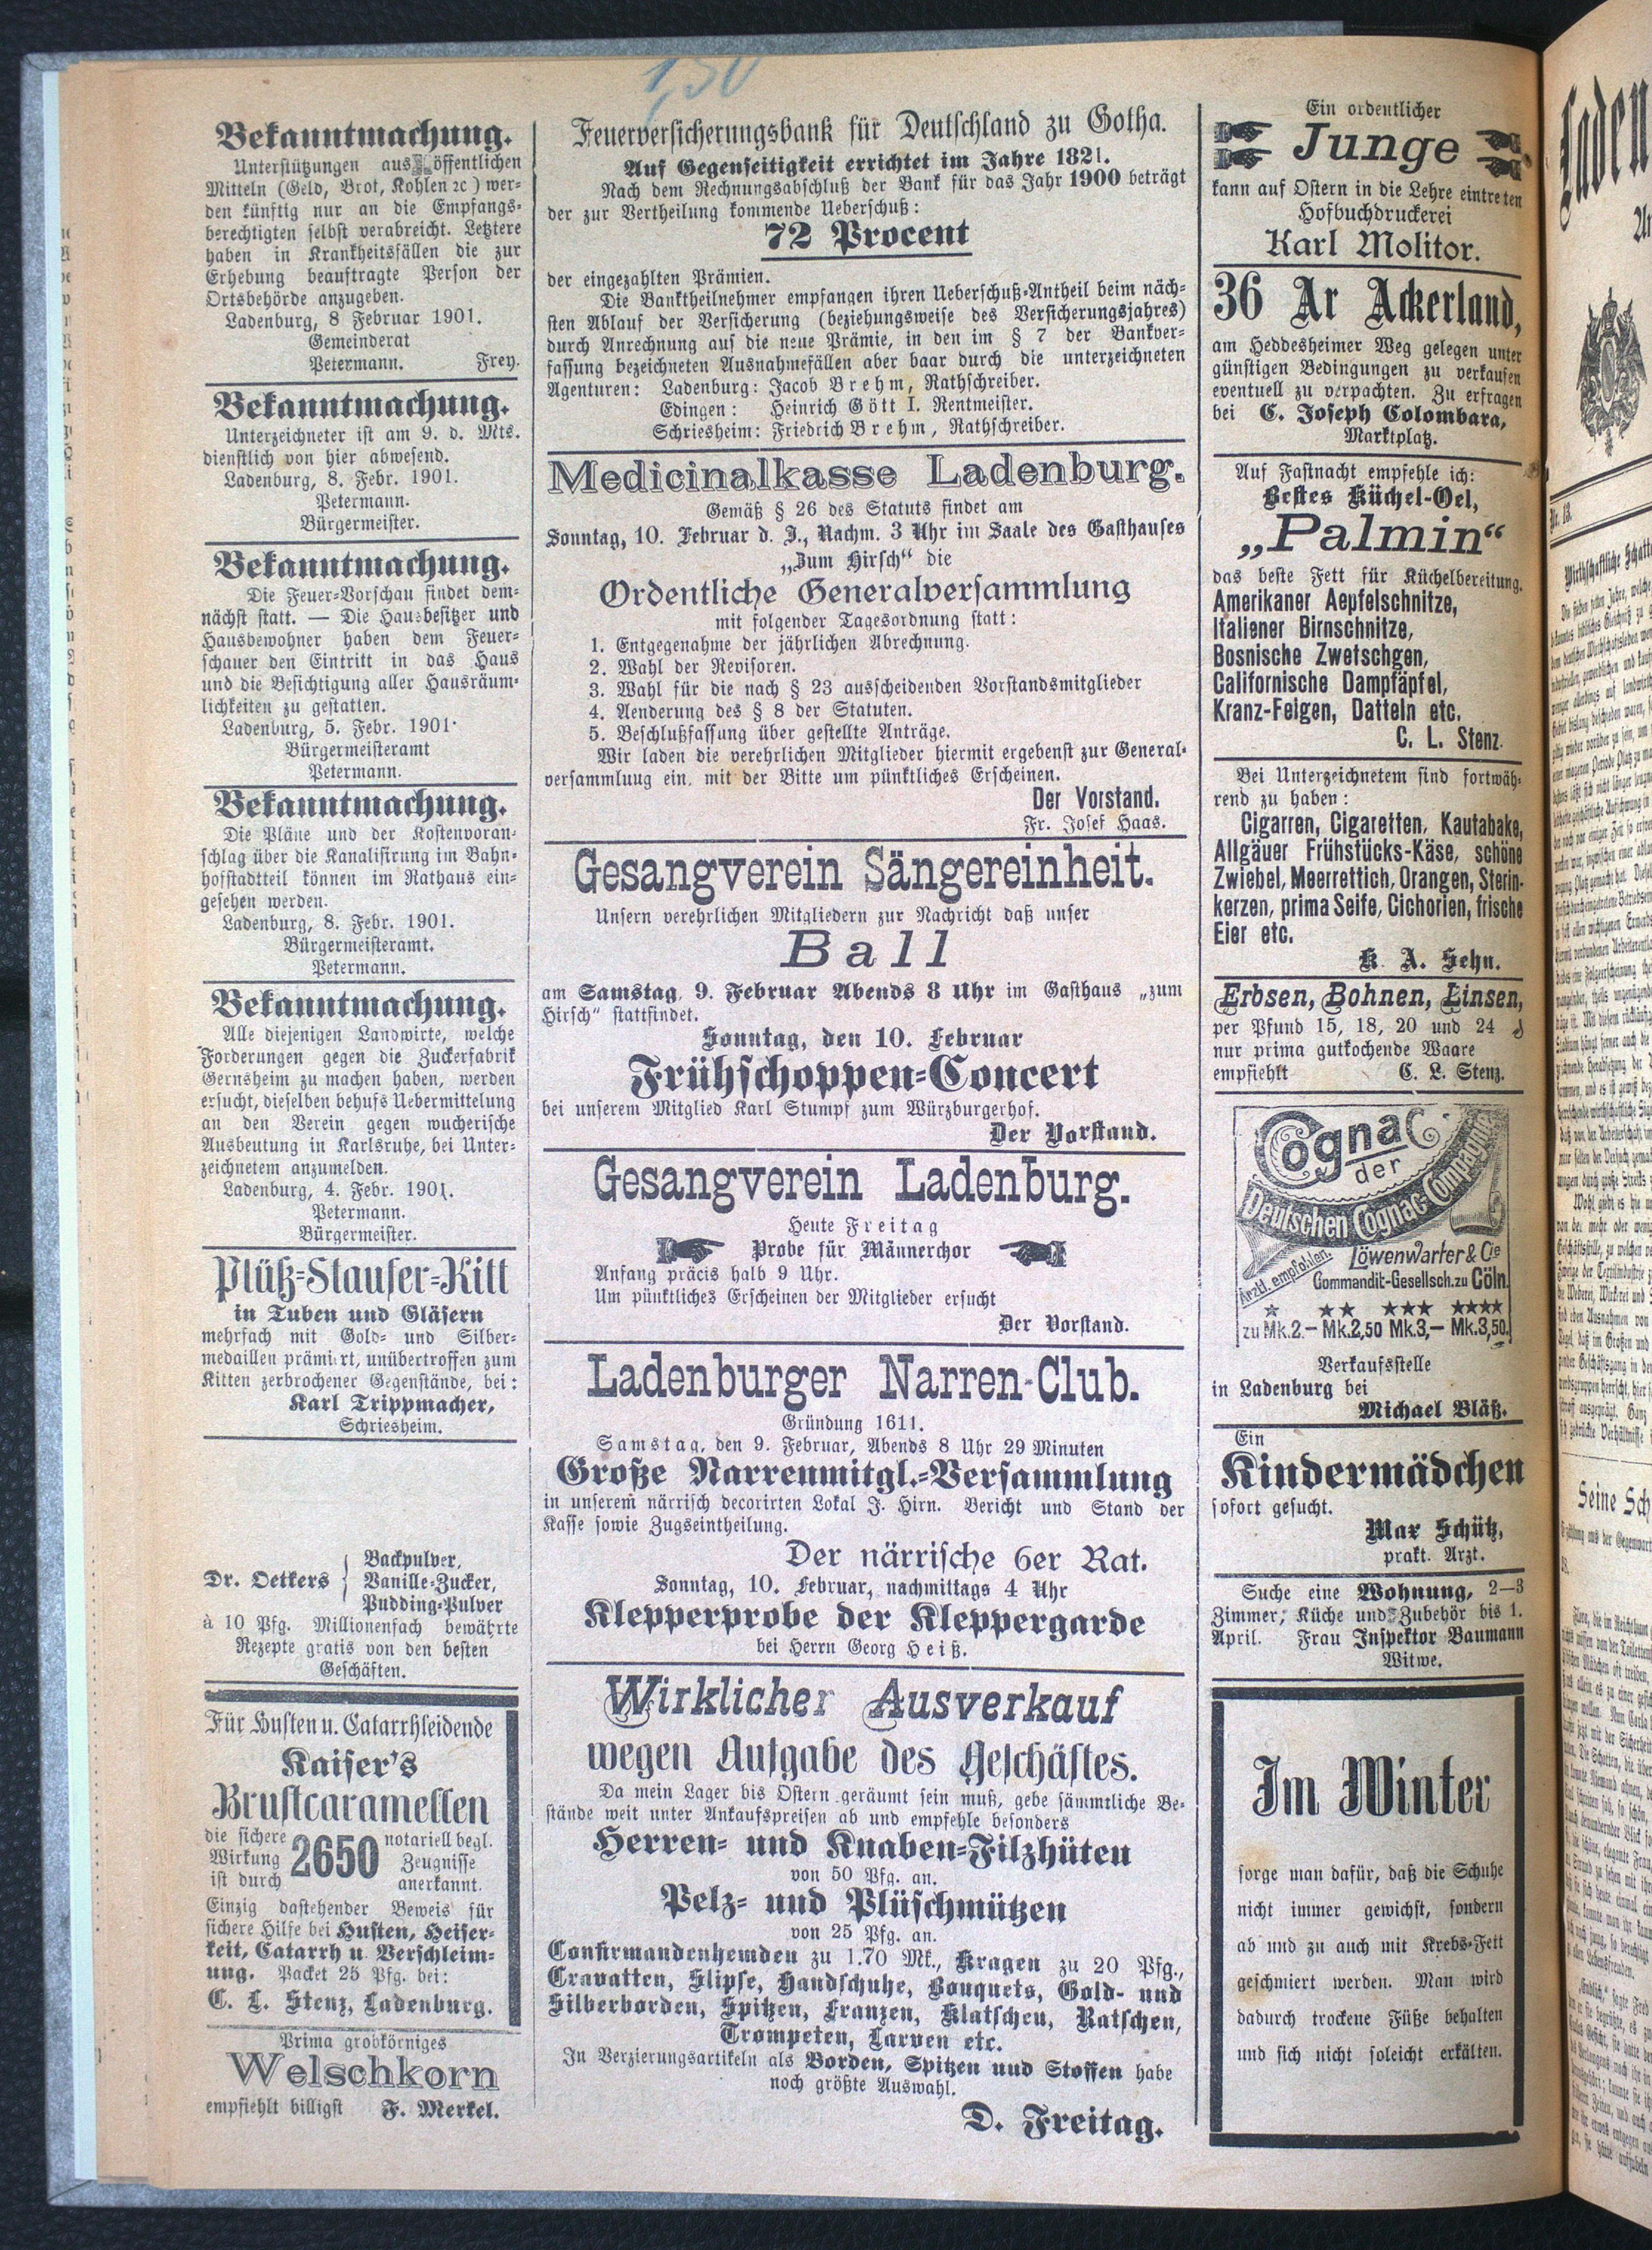 1,50
Bekanntmachung.
Unterstützungen aus öffentlichen
Mitteln (Geld, Brot, Kohlen ꝛc) wer-
den künftig nur an die Empfangs-
berechtigten selbst verabreicht. Letztere
haben in Krankheitsfällen die zur
Erhebung beauftragte Person der
Ortsbehörde anzugeben.
Ladenburg, 8 Februar 1901.
Gemeinderat
Petermann. Frey.
Bekanntmachung.
Unterzeichneter ist am 9. d. Mts.
dienstlich von hier abwesend.
Ladenburg, 8. Febr. 1901.
Petermann.
Bürgermeister.
Bekanntmachung.
Die Feuer-Vorschau findet dem-
nächst statt. — Die Hausbesitzer und
Hausbewohner haben dem Feuer-
schauer den Eintritt in das Haus
und die Besichtigung aller Hausräum-
lichkeiten zu gestatten.
Ladenburg, 5. Febr. 1901.
Bürgermeisteramt
Petermann.
Bekanntmachung.
Die Pläne und der Kostenvoran-
schlag über die Kanalisirung im Bahn-
hofstadtteil können im Rathaus ein-
gesehen werden.
Ladenburg, 8. Febr. 1901.
Bürgermeisteramt.
Petermann.
Bekanntmachung.
Alle diejenigen Landwirte, welche
Forderungen gegen die Zuckerfabrik
Gernsheim zu machen haben, werden
ersucht, dieselben behufs Uebermittelung
an den Verein gegen wucherische
Ausbeutung in Karlsruhe, bei Unter-
zeichnetem anzumelden.
Ladenburg, 4. Febr. 1901.
Petermann.
Bürgermeister.
Plüß-Staufer-Kitt
in Tuben und Gläsern
mehrfach mit Gold- und Silber-
medaillen prämiirt, unübertroffen zum
Kitten zerbrochener Gegenstände, bei:
Karl Trippmacher,
Schriesheim.
Dr. Oetkers
Backpulver,
Vanille-Zucker,
Pudding-Pulver
à 10 Pfg. Millionenfach bewährte
Rezepte gratis von den besten
Geschäften.
Für Husten u. Catarrhleidende
Kaiser's
Brustcaramellen
die sichere
Wirkung
ist durch
2650
notariell begl.
Zeugnisse
anerkannt.
Einzig dastehender Beweis für
sichere Hilfe bei Husten, Heiser-
keit, Catarrh u. Verschleim-
ung. Packet 25 Pfg. bei:
C. L. Stenz, Ladenburg.
Prima grobkörniges
Welschkorn
empfiehlt billigst F. Merkel.
Feuerversicherungsbank für Deutschland zu Gotha.
Auf Gegenseitigkeit errichtet im Jahre 1821.
Nach dem Rechnungsabschluß der Bank für das Jahr 1900 beträgt
der zur Vertheilung kommende Ueberschuß:
72 Procent
der eingezahlten Prämien.
Die Banktheilnehmer empfangen ihren Ueberschuß-Antheil beim näch-
sten Ablauf der Versicherung (beziehungsweise des Versicherungsjahres)
durch Anrechnung auf die neue Prämie, in den im § 7 der Bankver-
fassung bezeichneten Ausnahmefällen aber baar durch die unterzeichneten
Agenturen: Ladenburg: Jacob Brehm, Rathschreiber.
Edingen: Heinrich Gött I. Rentmeister.
Schriesheim: Friedrich Brehm, Rathschreiber.
Medicinalkasse Ladenburg.
Gemäß § 26 des Statuts findet am
Sonntag, 10. Februar d. J., Nachm. 3 Uhr im Saale des Gasthauses
„Zum Hirsch“ die
Ordentliche Generalversammlung
mit folgender Tagesordnung statt:
1. Entgegenahme der jährlichen Abrechnung.
2. Wahl der Revisoren.
3. Wahl für die nach § 23 ausscheidenden Vorstandsmitglieder
4. Aenderung des § 8 der Statuten.
5. Beschlußfassung über gestellte Anträge.
Wir laden die verehrlichen Mitglieder hiermit ergebenst zur General-
versammluug ein, mit der Bitte um pünktliches Erscheinen.
Der Vorstand.
Fr. Josef Haas.
Gesangverein Sängereinheit.
Unsern verehrlichen Mitgliedern zur Nachricht daß unser
Ball
am Samstag, 9. Februar Abends 8 Uhr im Gasthaus „zum
Hirsch“ stattfindet.
Sonntag, den 10. Februar
Frühschoppen-Concert
bei unserem Mitglied Karl Stumpf zum Würzburgerhof.
Der Vorstand.
Gesangverein Ladenburg.
Heute Freitag
Probe für Männerchor
Anfang präcis halb 9 Uhr.
Um pünktliches Erscheinen der Mitglieder ersucht
Der Vorstand.
Ladenburger Narren-Club.
Gründung 1611.
Samstag, den 9. Februar, Abends 8 Uhr 29 Minuten
Große Narrenmitgl.-Versammlung
in unserem närrisch decorirten Lokal J. Hirn. Bericht und Stand der
Kasse sowie Zugseintheilung.
Der närrische 6er Rat.
Sonntag, 10. Februar, nachmittags 4 Uhr
Klepperprobe der Kleppergarde
bei Herrn Georg Heiß.
Wirklicher Ausverkauf
wegen Aufgabe des Geschäftes.
Da mein Lager bis Ostern geräumt sein muß, gebe sämmtliche Be-
stände weit unter Ankaufspreisen ab und empfehle besonders
Herren- und Knaben-Filzhüten
von 50 Pfg. an.
Pelz- und Plüschmützen
von 25 Pfg. an.
Confirmandenhemden zu 1.70 Mk., Kragen zu 20 Pfg.,
Cravatten, Slipse, Handschuhe, Bouquets, Gold- und
Silberborden, Spitzen, Franzen, Klatschen, Ratschen,
Trompeten, Larven etc.
In Verzierungsartikeln als Borden, Spitzen und Stoffen habe
noch größte Auswahl.
D. Freitag.
Ein ordentlicher
Junge
kann auf Ostern in die Lehre eintreten
Hofbuchdruckerei
Karl Molitor.
36 Ar Ackerland,
am Heddesheimer Weg gelegen unter
günstigen Bedingungen zu verkaufen
eventuell zu verpachten. Zu erfragen
bei C. Joseph Colombara,
Marktplatz.
Auf Fastnacht empfehle ich:
Bestes Küchel-Oel,
„Palmin“
das beste Fett für Küchelbereitung.
Amerikaner Aepfelschnitze,
Italiener Birnschnitze,
Bosnische Zwetschgen,
Californische Dampfäpfel,
Kranz-Feigen, Datteln etc.
C. L. Stenz.
Bei Unterzeichnetem sind fortwäh-
rend zu haben:
Cigarren, Cigaretten, Kautabake,
Allgäuer Frühstücks-Käse, schöne
Zwiebel, Meerrettich, Orangen, Sterin-
kerzen, prima Seife, Cichorien, frische
Eier etc.
K. A. Sehn.
Erbsen, Bohnen, Linsen,
per Pfund 15, 18, 20 und 24 ₰
nur prima gutkochende Waare
empfiehlt C. L. Stenz.
Cognac
der
Deutschen Cognac-Compagnie
Ärztl. empfohlen.
Löwenwarter & Cie
Commandit-Gesellsch. zu Cöln.
★ ★★ ★★★ ★★★★
zu Mk. 2.— Mk. 2,50 Mk. 3,— Mk. 3,50.
Verkaufsstelle
in Ladenburg bei
Michael Bläß.
Ein
Kindermädchen
sofort gesucht.
Max Schütz,
prakt. Arzt.
Suche eine Wohnung, 2—3
Zimmer, Küche und Zubehör bis 1.
April. Frau Inspektor Baumann
Witwe.
Im Winter
sorge man dafür, daß die Schuhe
nicht immer gewichst, sondern
ab und zu auch mit Krebs-Fett
geschmiert werden. Man wird
dadurch trockene Füße behalten
und sich nicht soleicht erkälten.
Laden
Nr. 18.
Wirthschaftliche
Seine Sch